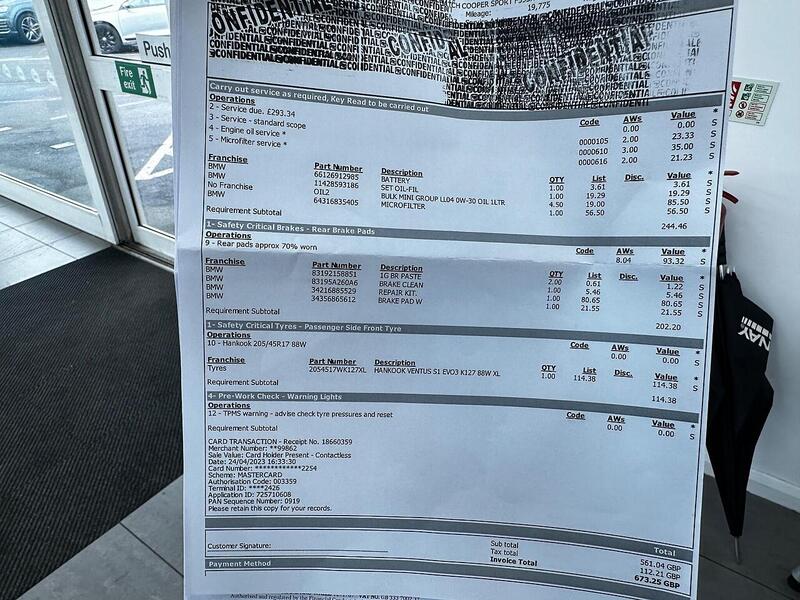 Push
Fire exit
TCH COOPER SPORT F55
Mileage: 19,775
CONFIDENTIAL
CONFIDENTIAL
CONFIDENTIAL
Carry out service as required, Key Read to be carried out
Operations Code AWs Value *
2 - Service due. £293.34 0.00 0.00 S
3 - Service - standard scope 0000105 2.00 23.33 S
4 - Engine oil service * 0000610 3.00 35.00 S
5 - Microfilter service * 0000616 2.00 21.23 S
Franchise Part Number Description QTY List Disc. Value *
BMW 66126912985 BATTERY 1.00 3.61 3.61 S
BMW 11428593186 SET OIL-FIL 1.00 19.29 19.29 S
No Franchise OIL2 BULK MINI GROUP LL04 0W-30 OIL 1LTR 4.50 19.00 85.50 S
BMW 64316835405 MICROFILTER 1.00 56.50 56.50 S
Requirement Subtotal 244.46
1- Safety Critical Brakes - Rear Brake Pads
Operations Code AWs Value *
9 - Rear pads approx 70% worn 8.04 93.32 S
Franchise Part Number Description QTY List Disc. Value *
BMW 83192158851 1G BR PASTE 2.00 0.61 1.22 S
BMW 83195A260A6 BRAKE CLEAN 1.00 5.46 5.46 S
BMW 34216885529 REPAIR KIT. 1.00 80.65 80.65 S
BMW 34356865612 BRAKE PAD W 1.00 21.55 21.55 S
Requirement Subtotal 202.20
1- Safety Critical Tyres - Passenger Side Front Tyre
Operations Code AWs Value *
10 - Hankook 205/45R17 88W 0.00 0.00 S
Franchise Part Number Description QTY List Disc. Value *
Tyres 2054517WK127XL HANKOOK VENTUS S1 EVO3 K127 88W XL 1.00 114.38 114.38 S
Requirement Subtotal 114.38
4- Pre-Work Check - Warning Lights
Operations Code AWs Value *
12 - TPMS warning - advise check tyre pressures and reset 0.00 0.00 S
Requirement Subtotal
CARD TRANSACTION - Receipt No. 18660359
Merchant Number: **99862
Sale Value: Card Holder Present - Contactless
Date: 24/04/2023 16:33:30
Card Number: ************2254
Scheme: MASTERCARD
Authorisation Code: 003359
Terminal ID: ****2426
Application ID: 725710608
PAN Sequence Number: 0919
Please retain this copy for your records.
Total
Customer Signature:
Sub total 561.04 GBP
Tax total 112.21 GBP
Invoice Total 673.25 GBP
Payment Method
Authorised and regulated by the Financial
NAY